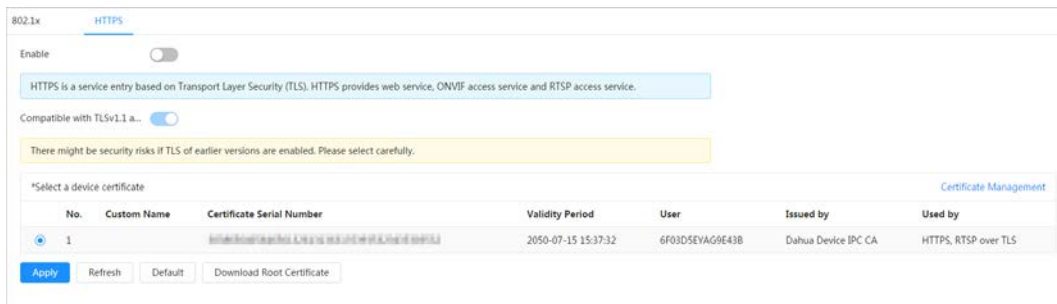 802.1x HTTPS
Enable
HTTPS is a service entry based on Transport Layer Security (TLS). HTTPS provides web service, ONVIF access service and RTSP access service.
Compatible with TLSv1.1 a...
There might be security risks if TLS of earlier versions are enabled. Please select carefully.
*Select a device certificate Certificate Management
No. Custom Name Certificate Serial Number Validity Period User Issued by Used by
1 2050-07-15 15:37:32 6F03D5EYAG9E43B Dahua Device IPC CA HTTPS, RTSP over TLS
Apply Refresh Default Download Root Certificate